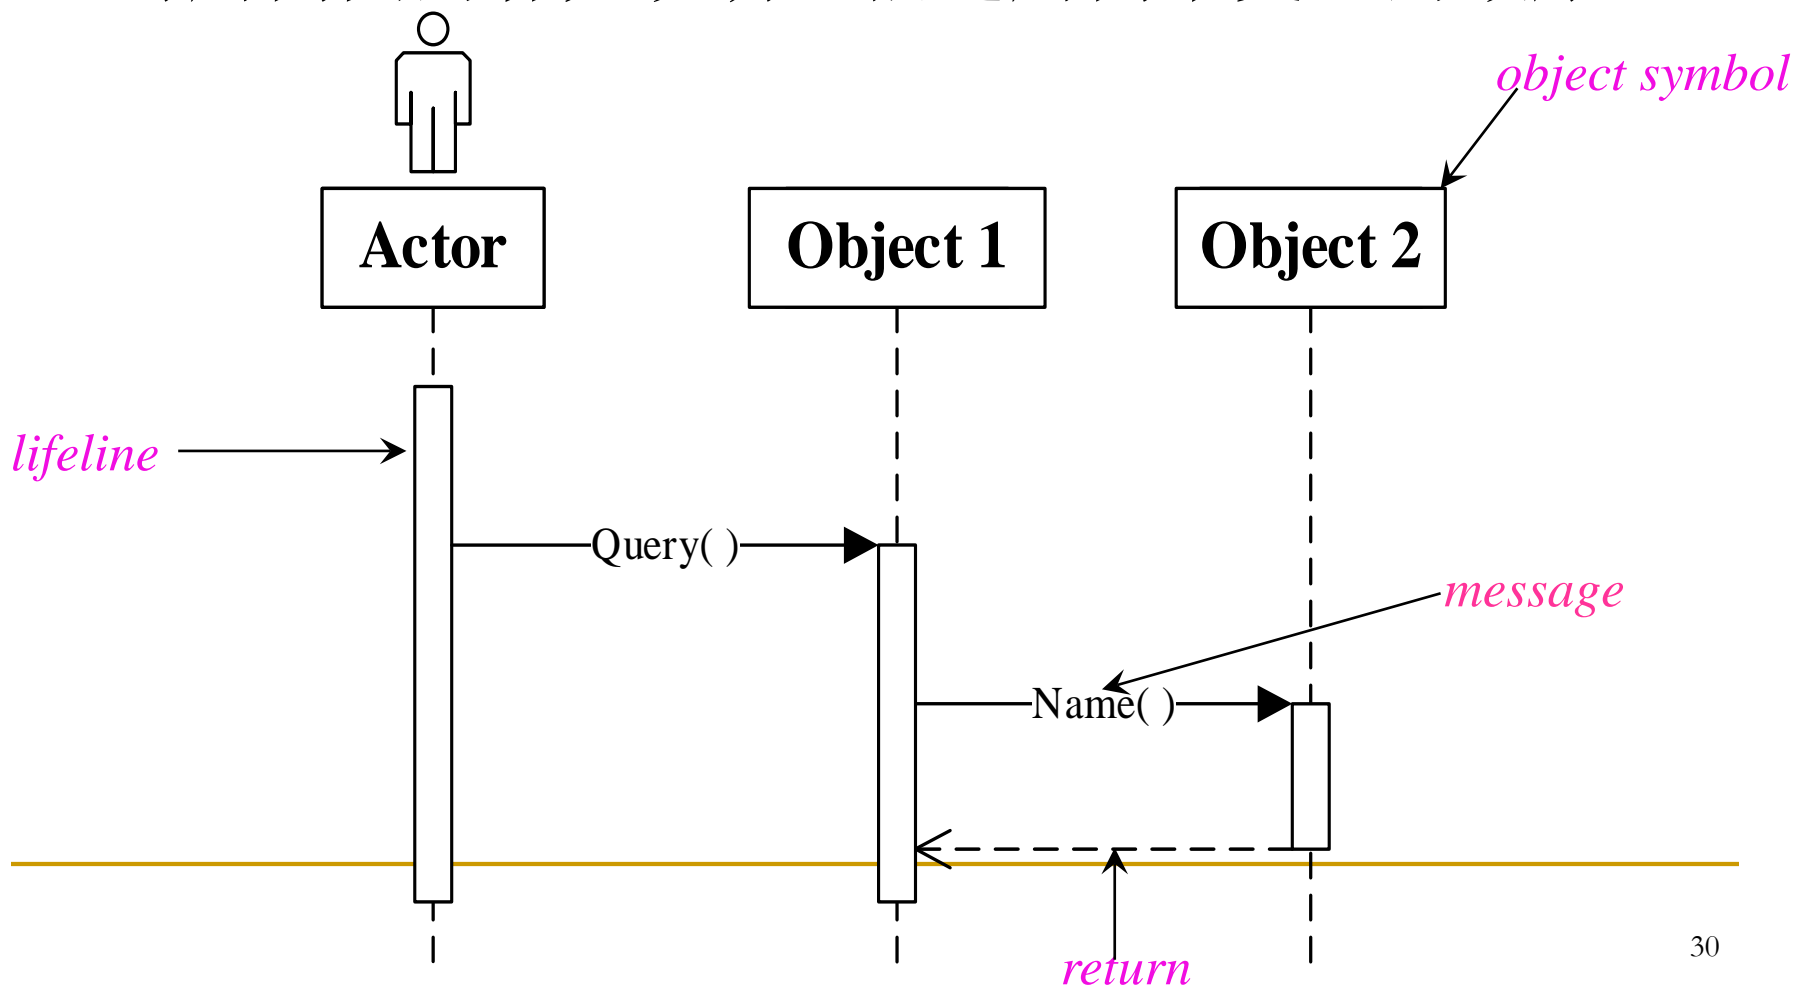 object symbol
Actor
Object 1
Object 2
lifeline
Query( )
message
Name( )
return
30